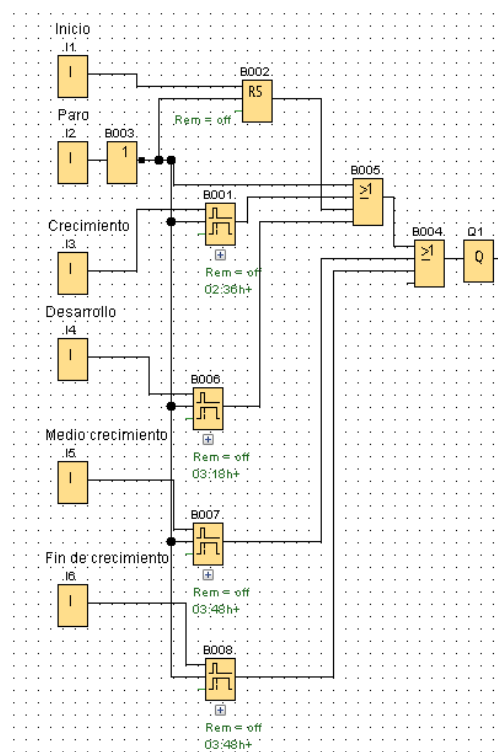 Inicio
I1
I
B002
RS
Rem = off
Paro
I2
I
B003
1
B005
≥1
B001
Crecimiento
I3
I
Rem = off
02:36h+
B004
≥1
Q1
Q
Desarrollo
I4
I
B006
Rem = off
03:18h+
Medio crecimiento
I5
I
B007
Rem = off
03:48h+
Fin de crecimiento
I6
I
B008
Rem = off
03:48h+